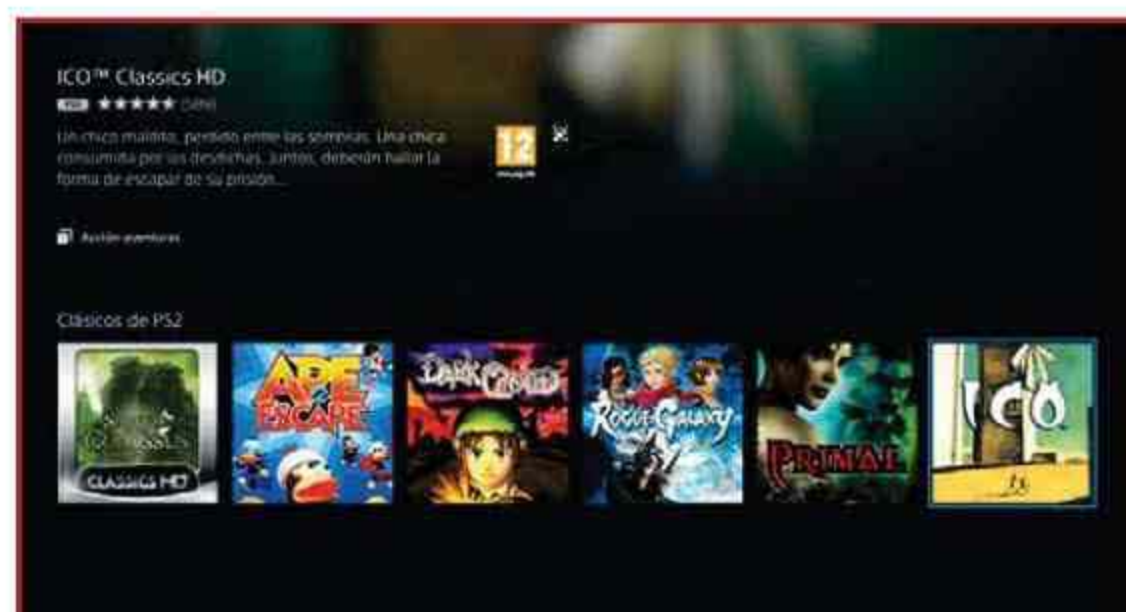 ICO™ Classics HD
PS3
Un chico maldito, perdido entre las sombras. Una chica
consumida por las desdichas. Juntos, deberán hallar la
forma de escapar de su prisión...
12
Acción aventuras
Clásicos de PS2
CLASSICS HD
APE
ESCAPE 2
DARK CLOUD
ROGUE GALAXY
PRIMAL
ICO